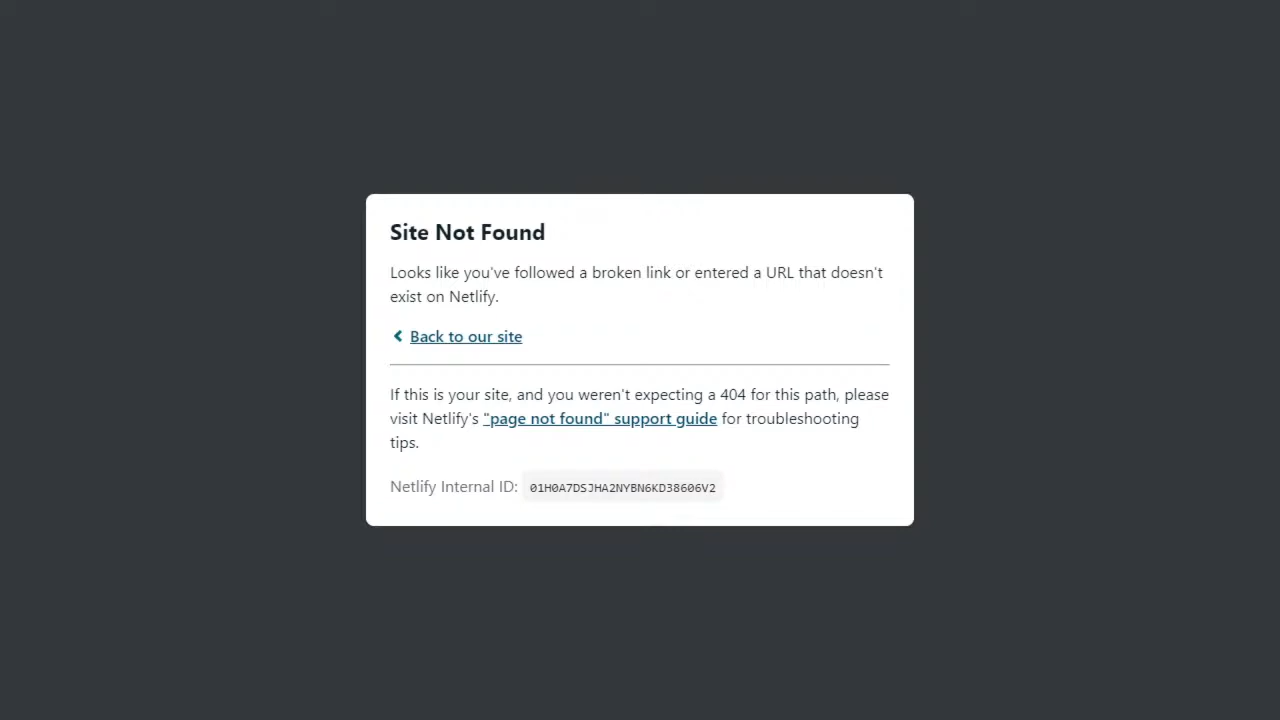 Site Not Found
Looks like you've followed a broken link or entered a URL that doesn't
exist on Netlify.
Back to our site
If this is your site, and you weren't expecting a 404 for this path, please
visit Netlify's "page not found" support guide for troubleshooting
tips.
Netlify Internal ID: 01H0A7DSJHA2NYBN6KD38606V2